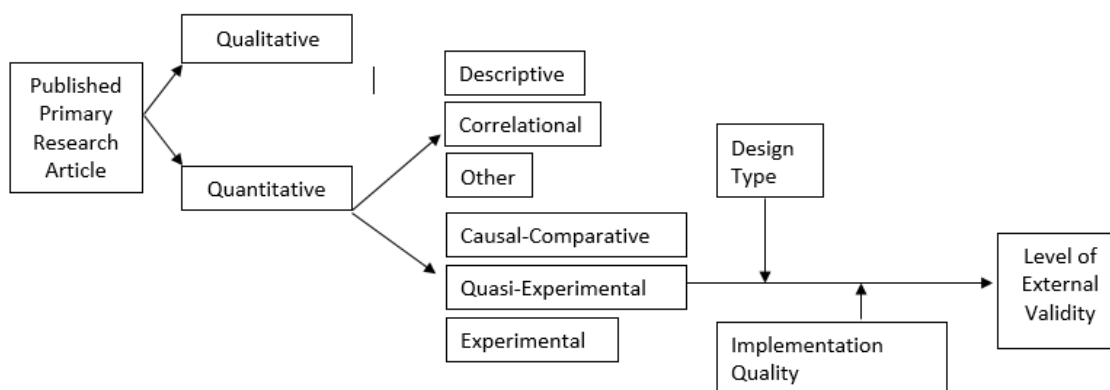 Published
Primary
Research
Article
Qualitative
Quantitative
Descriptive
Correlational
Other
Causal-Comparative
Quasi-Experimental
Experimental
Design
Type
Implementation
Quality
Level of
External
Validity